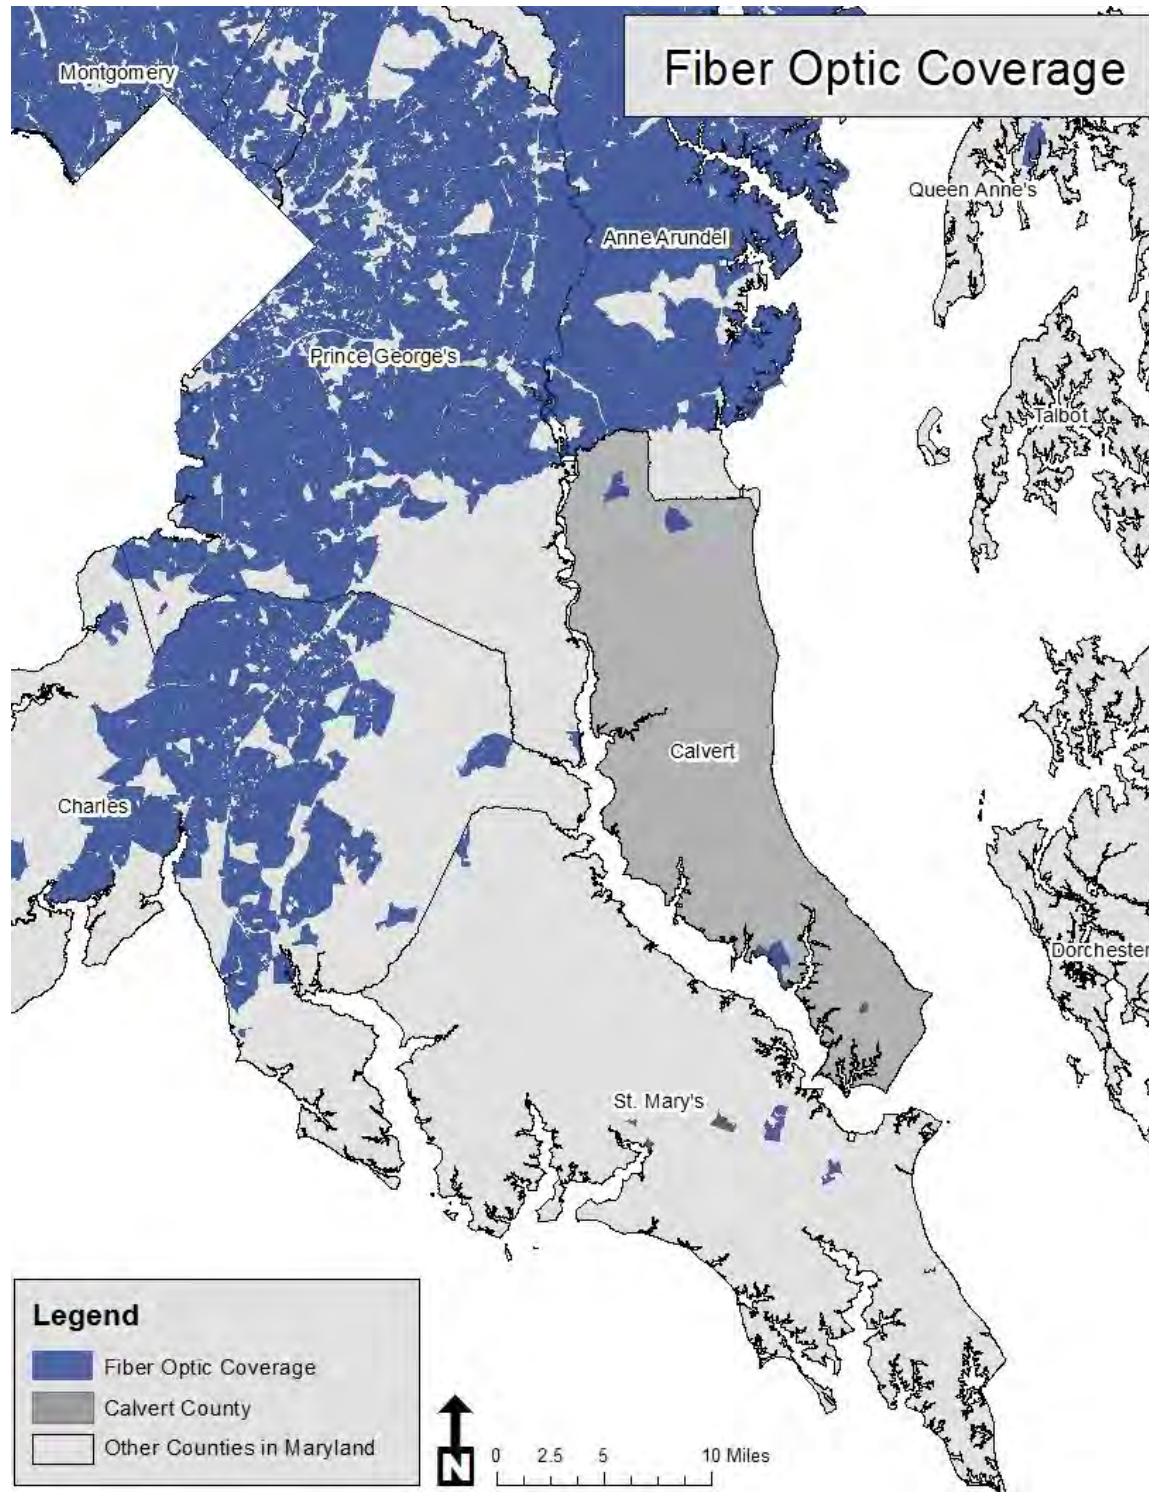 Fiber Optic Coverage
Montgomery
Queen Anne's
Anne Arundel
Prince George's
Talbot
Calvert
Charles
Dorchester
St. Mary's
Legend
Fiber Optic Coverage
Calvert County
Other Counties in Maryland
N
0 2.5 5 10 Miles